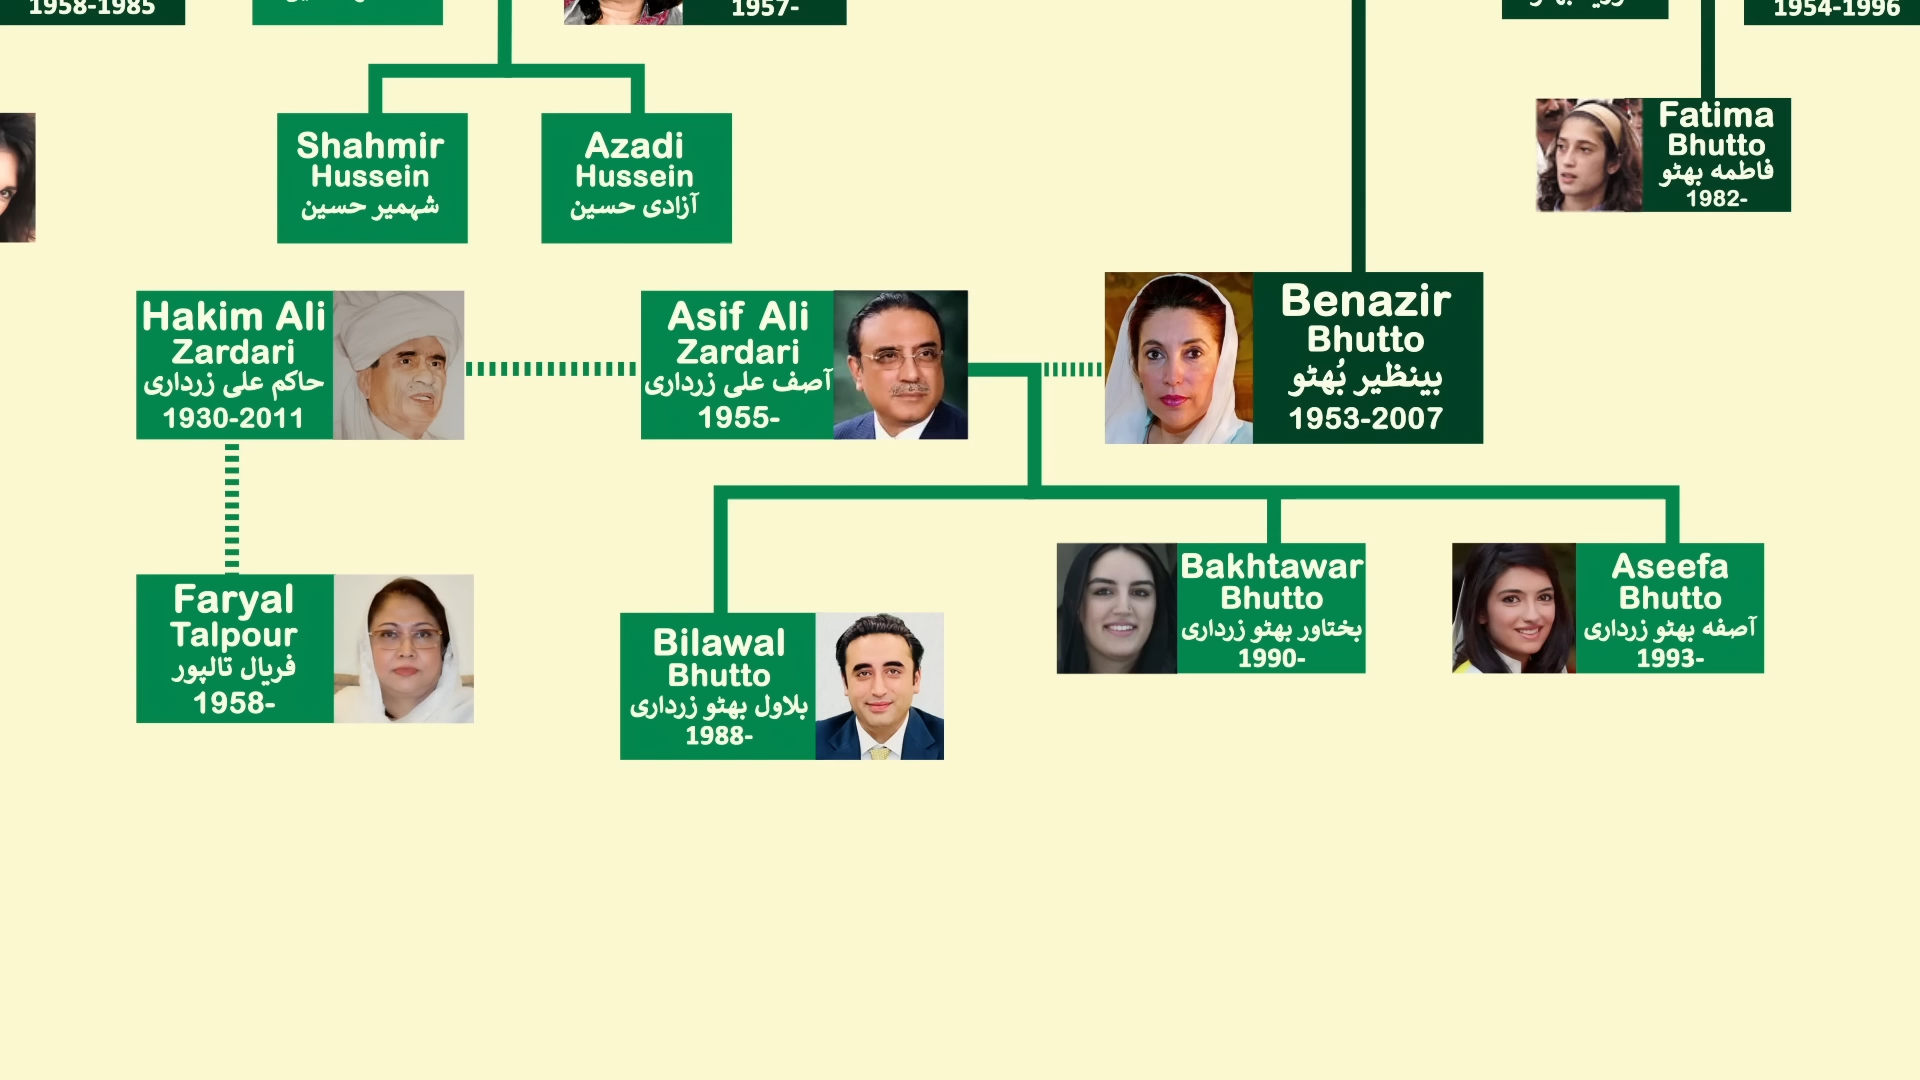 1958-1985
1957-
1954-1996
Shahmir
Hussein
شہمیر حسین
Azadi
Hussein
آزادی حسین
Fatima
Bhutto
فاطمہ بھٹو
1982-
Hakim Ali
Zardari
حاکم علی زرداری
1930-2011
Asif Ali
Zardari
آصف علی زرداری
1955-
Benazir
Bhutto
بینظیر بُھٹو
1953-2007
Faryal
Talpour
فریال تالپور
1958-
Bilawal
Bhutto
بلاول بھٹو زرداری
1988-
Bakhtawar
Bhutto
بختاور بھٹو زرداری
1990-
Aseefa
Bhutto
آصفہ بھٹو زرداری
1993-